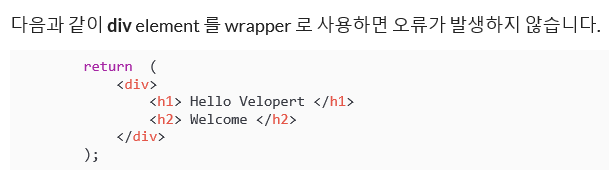 다음과 같이 div element 를 wrapper 로 사용하면 오류가 발생하지 않습니다.
return  (
<div>
<h1> Hello Velopert </h1>
<h2> Welcome </h2>
</div>
);